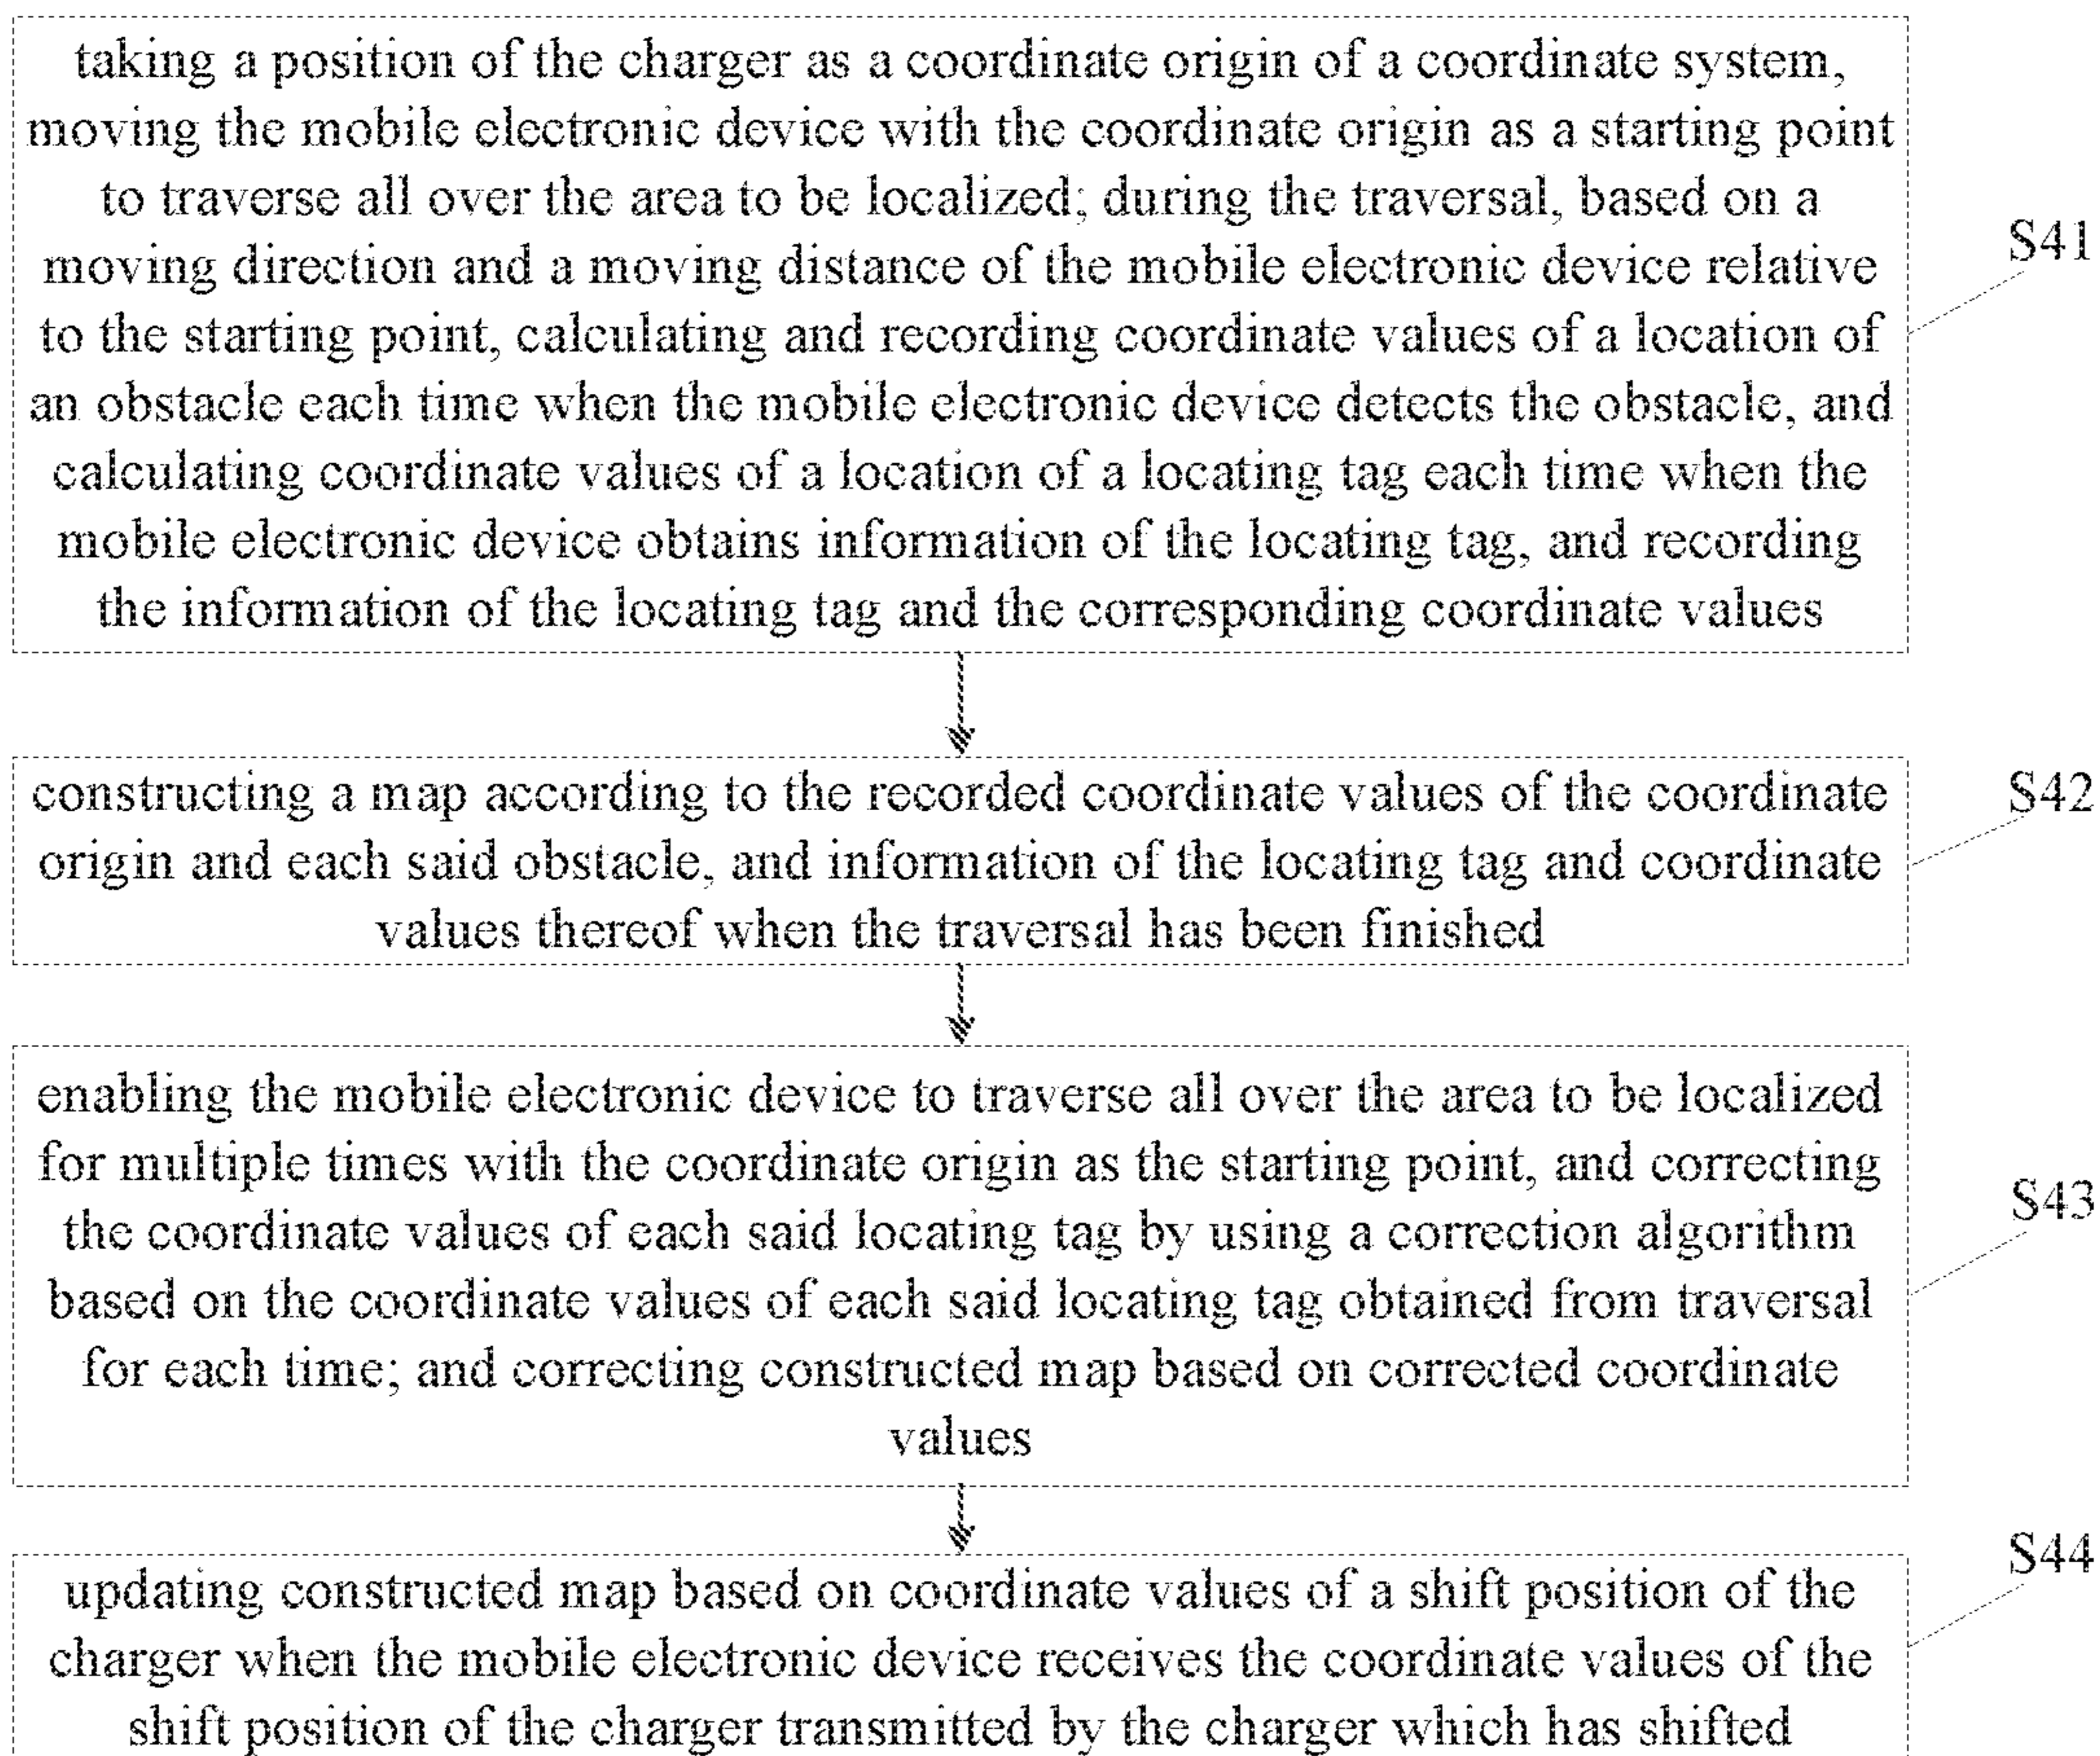 taking a position of the charger as a coordinate origin of a coordinate system,
moving the mobile electronic device with the coordinate origin as a starting point
to traverse all over the area to be localized; during the traversal, based on a
moving direction and a moving distance of the mobile electronic device relative
to the starting point, calculating and recording coordinate values of a location of
an obstacle each time when the mobile electronic device detects the obstacle, and
calculating coordinate values of a location of a locating tag each time when the
mobile electronic device obtains information of the locating tag, and recording
the information of the locating tag and the corresponding coordinate values
S41
constructing a map according to the recorded coordinate values of the coordinate
origin and each said obstacle, and information of the locating tag and coordinate
values thereof when the traversal has been finished
S42
enabling the mobile electronic device to traverse all over the area to be localized
for multiple times with the coordinate origin as the starting point, and correcting
the coordinate values of each said locating tag by using a correction algorithm
based on the coordinate values of each said locating tag obtained from traversal
for each time; and correcting constructed map based on corrected coordinate
values
S43
updating constructed map based on coordinate values of a shift position of the
charger when the mobile electronic device receives the coordinate values of the
shift position of the charger transmitted by the charger which has shifted
S44